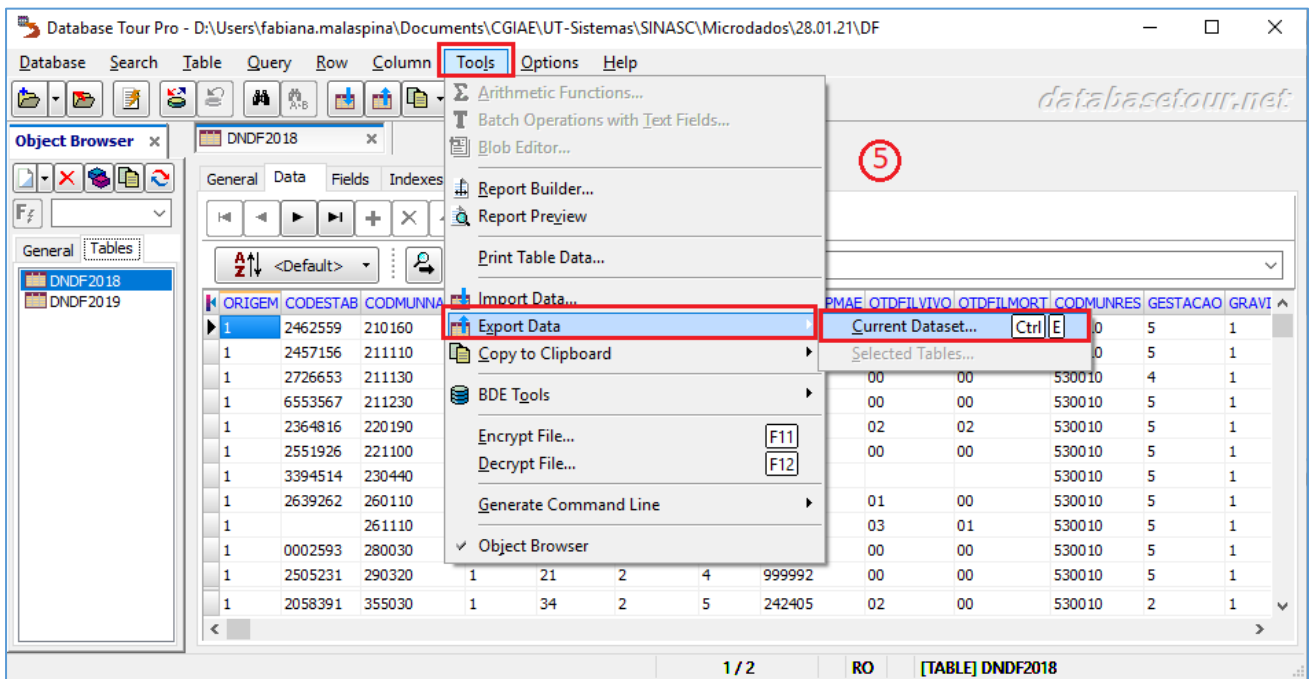 Database Tour Pro - D:\Users\fabiana.malaspina\Documents\CGIAE\UT-Sistemas\SINASC\Microdados\28.01.21\DF
Database Search Table Query Row Column Tools Options Help
databasetour.net
Object Browser
DNDF2018
General Data Fields Indexes
<Default>
General Tables
DNDF2018
DNDF2019
Arithmetic Functions...
Batch Operations with Text Fields...
Blob Editor...
Report Builder...
Report Preview
Print Table Data...
Import Data...
Export Data
Copy to Clipboard
BDE Tools
Encrypt File... F11
Decrypt File... F12
Generate Command Line
Object Browser
Current Dataset... Ctrl E
Selected Tables...
5
ORIGEM CODESTAB CODMUNNA PMAE QTDFILVIVO QTDFILMORT CODMUNRES GESTACAO GRAVI
1 2462559 210160 0 5 1
1 2457156 211110 0 5 1
1 2726653 211130 00 00 530010 4 1
1 6553567 211230 00 00 530010 5 1
1 2364816 220190 02 02 530010 5 1
1 2551926 221100 00 00 530010 5 1
1 3394514 230440 530010 5 1
1 2639262 260110 01 00 530010 5 1
1 261110 03 01 530010 5 1
1 0002593 280030 00 00 530010 5 1
1 2505231 290320 1 21 2 4 999992 00 00 530010 5 1
1 2058391 355030 1 34 2 5 242405 02 00 530010 2 1
1 / 2 RO [TABLE] DNDF2018